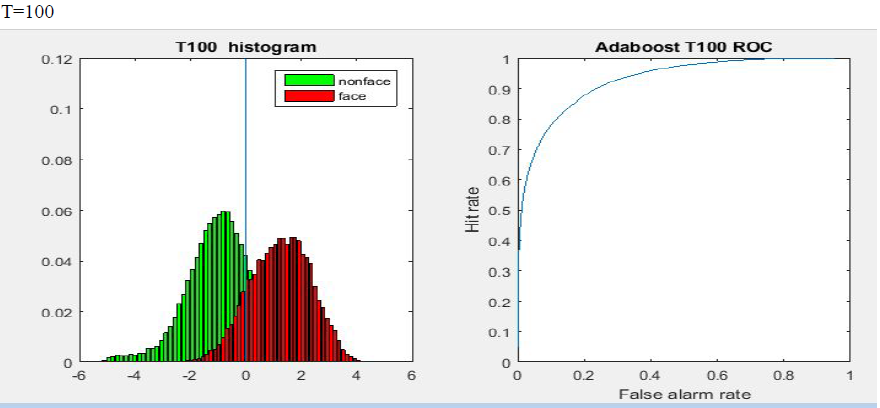 T=100
T100 histogram
0.12
0.1
0.08
0.06
0.04
0.02
0
-6 -4 -2 0 2 4 6
nonface
face
Adaboost T100 ROC
Hit rate
1
0.9
0.8
0.7
0.6
0.5
0.4
0.3
0.2
0.1
0
0 0.2 0.4 0.6 0.8 1
False alarm rate